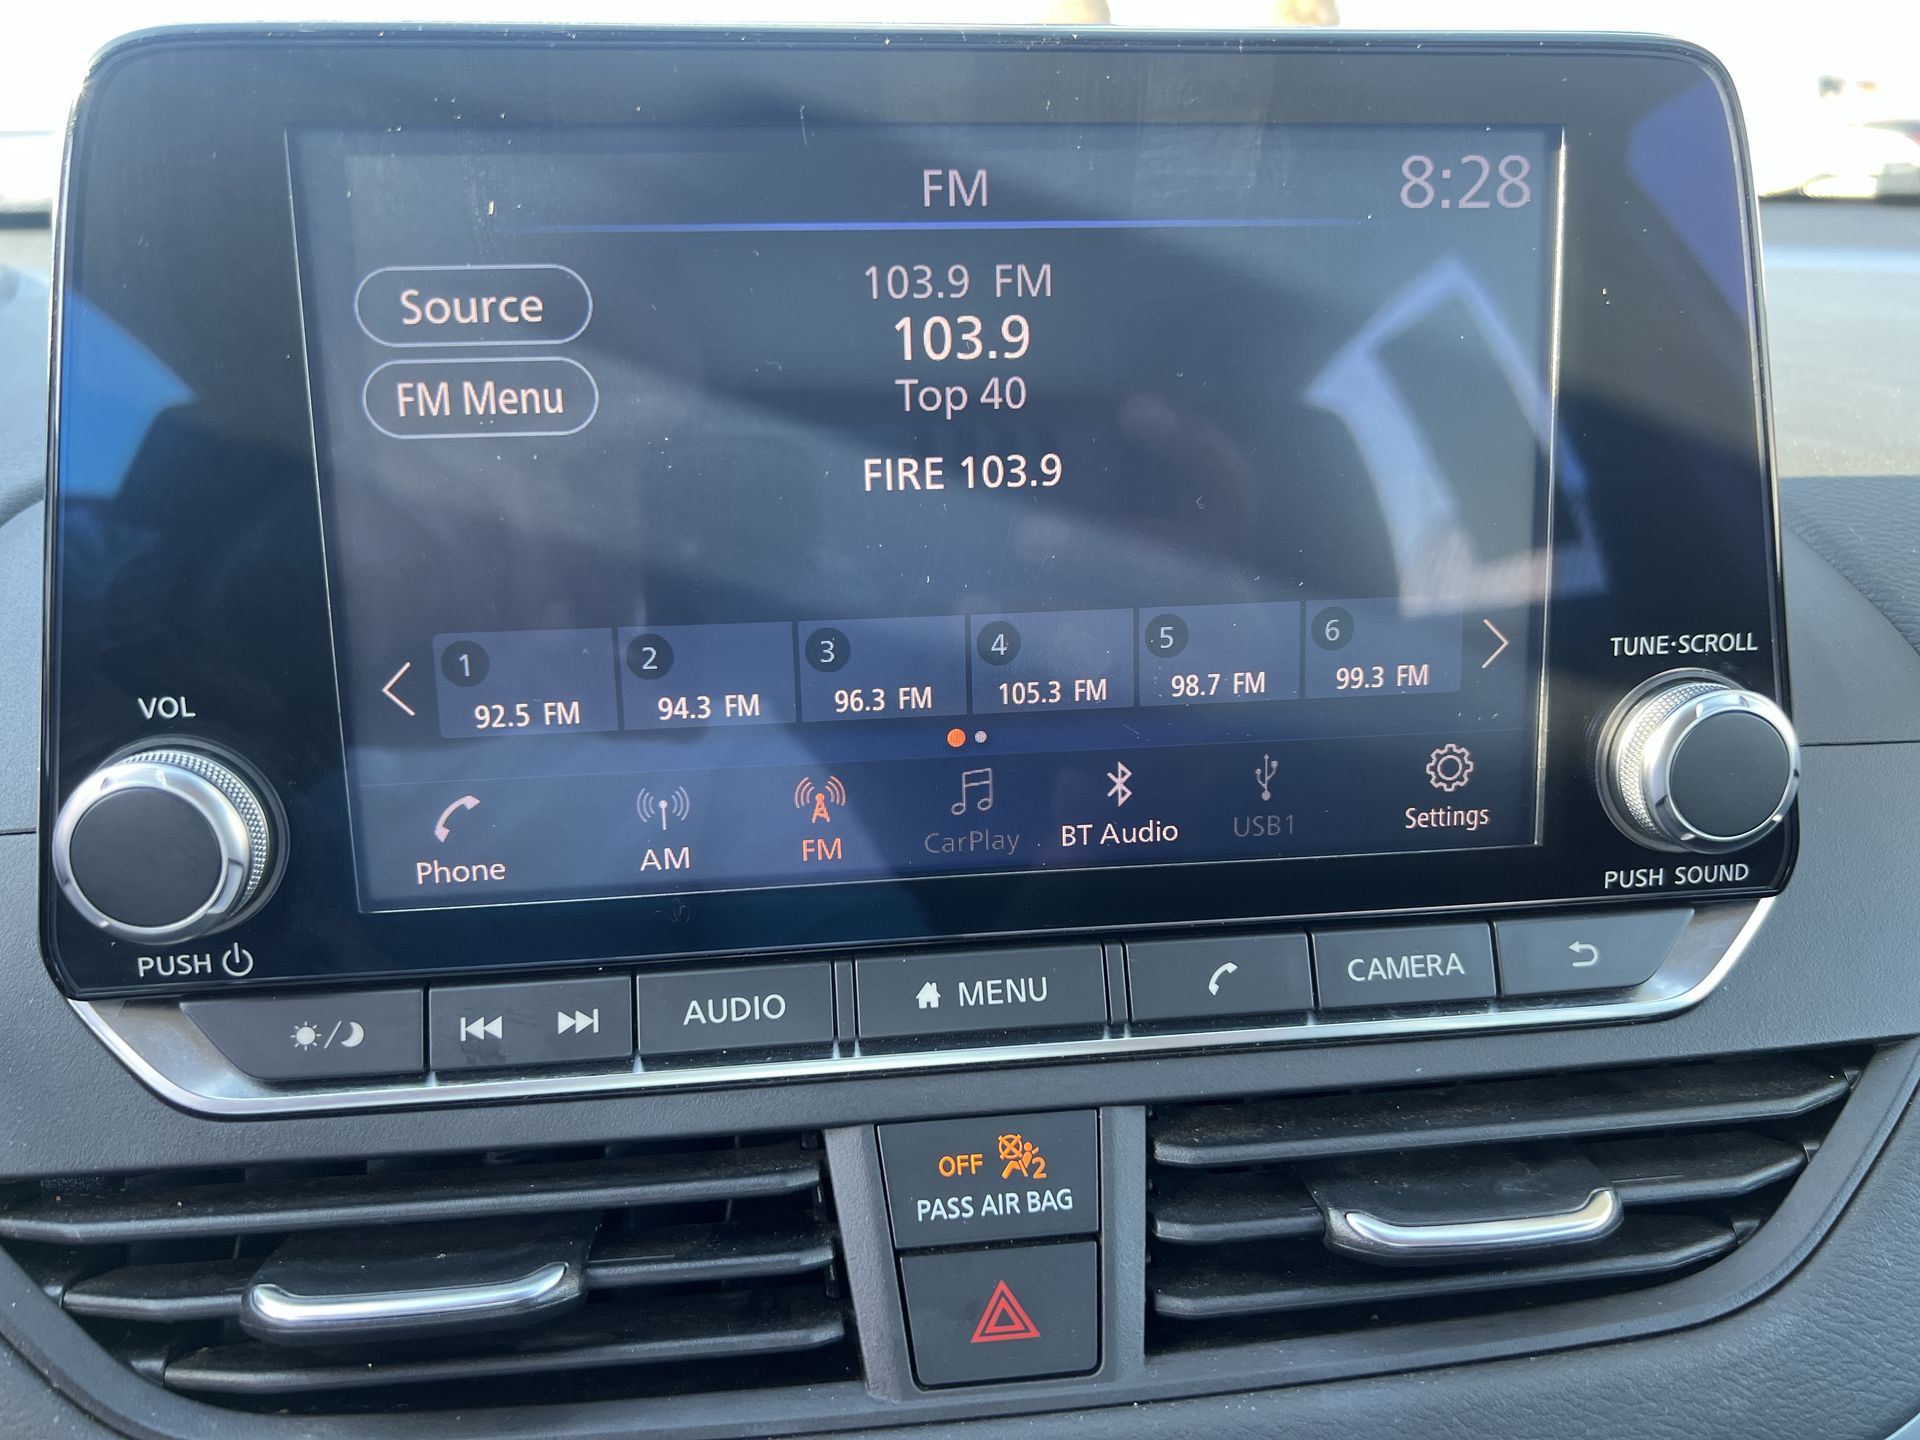 FM
8:28
Source
FM Menu
103.9 FM
103.9
Top 40
FIRE 103.9
1
92.5 FM
2
94.3 FM
3
96.3 FM
4
105.3 FM
5
98.7 FM
6
99.3 FM
Phone
AM
FM
CarPlay
BT Audio
USB1
Settings
VOL
PUSH
TUNE·SCROLL
PUSH SOUND
AUDIO
MENU
CAMERA
OFF
2
PASS AIR BAG